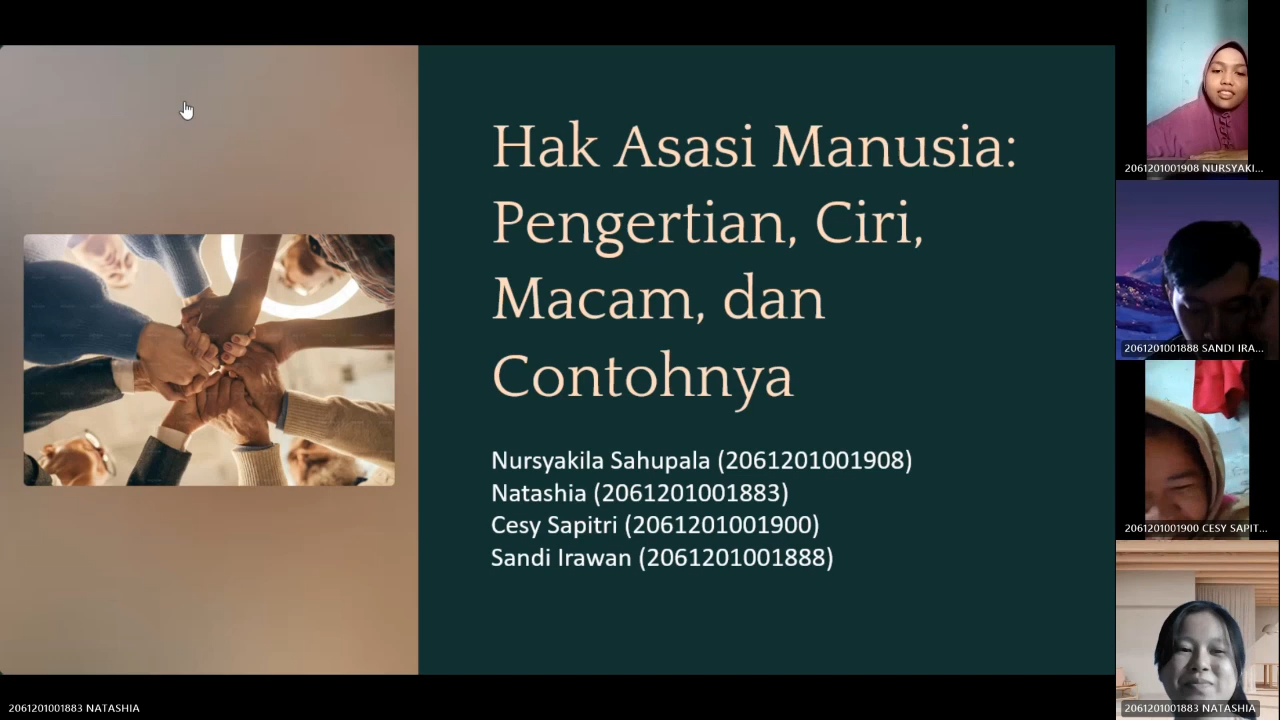 Hak Asasi Manusia:
Pengertian, Ciri,
Macam, dan
Contohnya
Nursyakila Sahupala (2061201001908)
Natashia (2061201001883)
Cesy Sapitri (2061201001900)
Sandi Irawan (2061201001888)
2061201001908 NURSYAKI...
2061201001888 SANDI IRA...
2061201001900 CESY SAPIT...
2061201001883 NATASHIA
2061201001883 NATASHIA